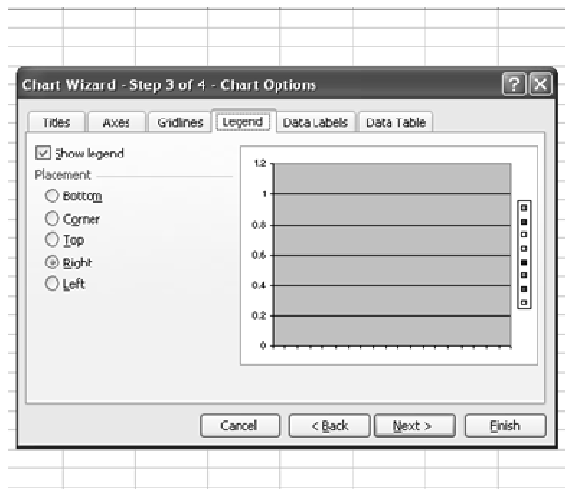 Chart Wizard - Step 3 of 4 - Chart Options
Titles Axes Gridlines Legend Data Labels Data Table
Show legend
Placement
Bottom
Corner
Top
Right
Left
1.2
1
0.8
0.6
0.4
0.2
0
Cancel < Back Next > Finish